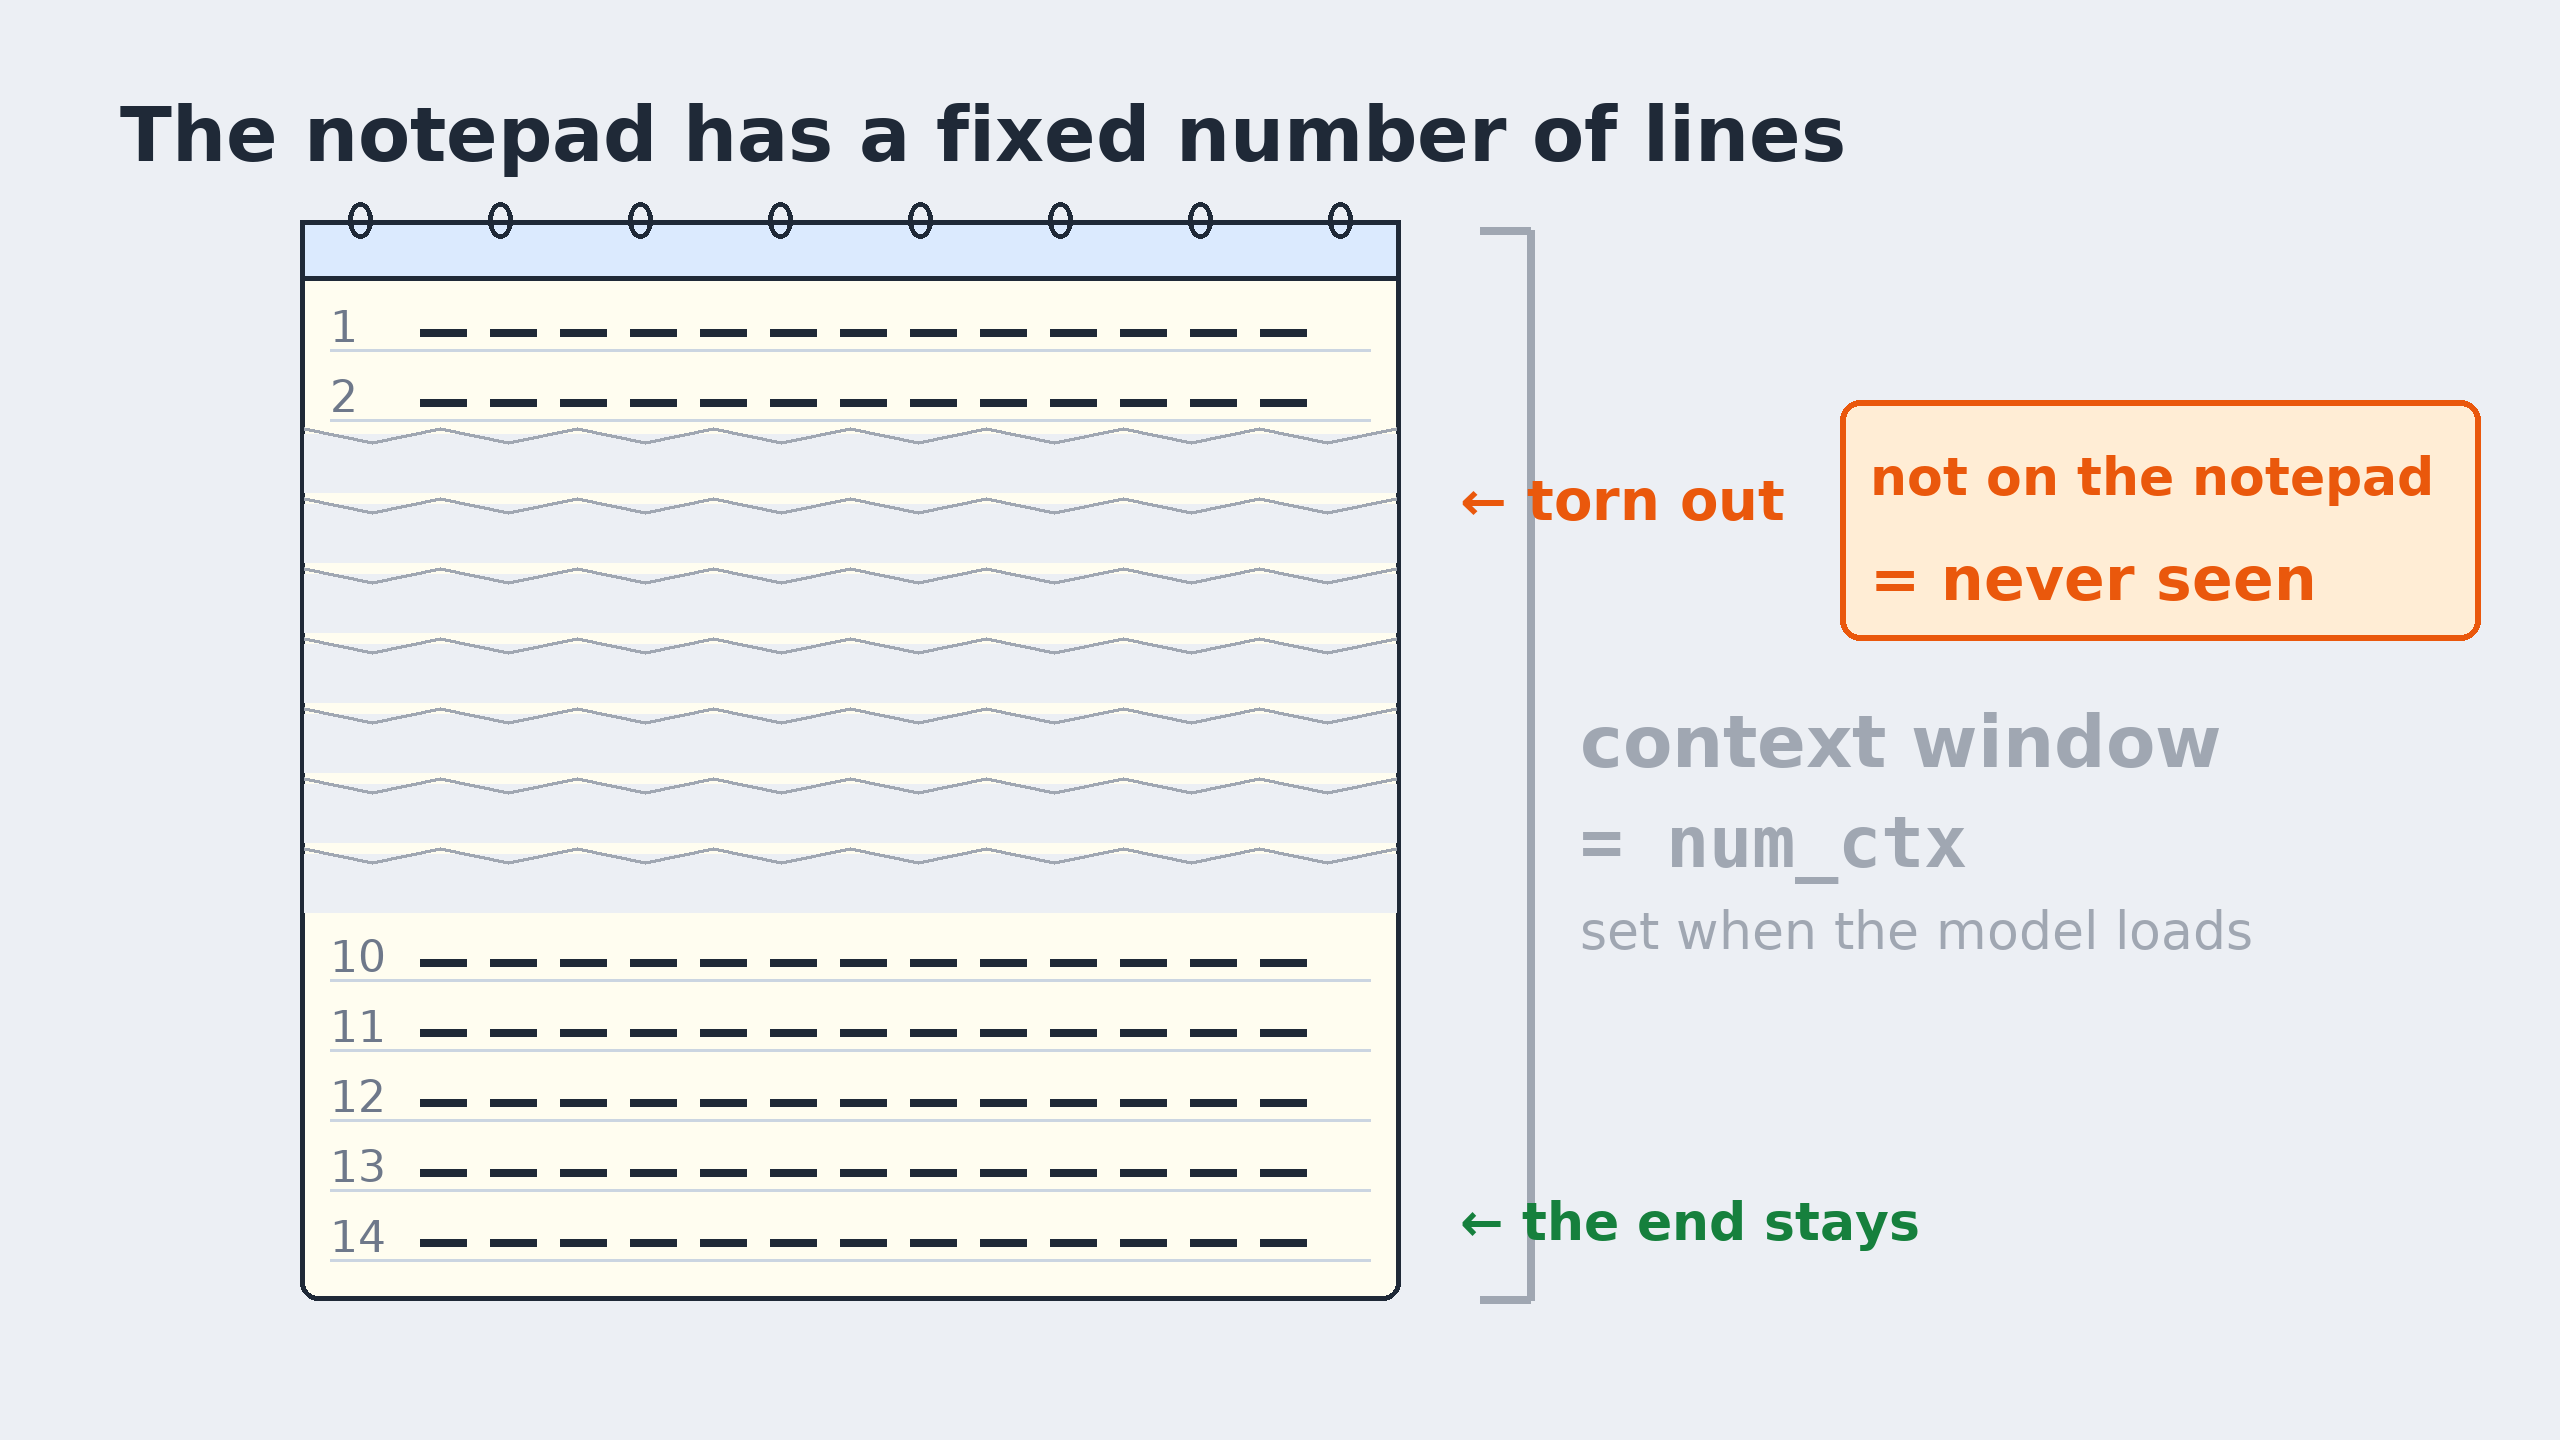 The notepad has a fixed number of lines
1
2
← torn out
not on the notepad
= never seen
context window
= num_ctx
set when the model loads
10
11
12
13
14
← the end stays